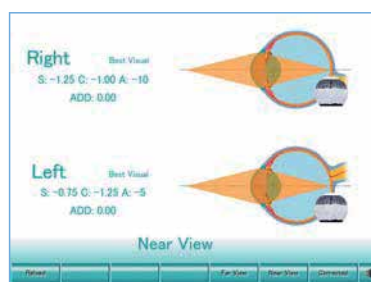 Right Best Visual
S: -1.25 C: -1.00 A: -10
ADD: 0.00
Left Best Visual
S: -0.75 C: -1.25 A: -5
ADD: 0.00
Near View
Reload Far View Near View Corrected